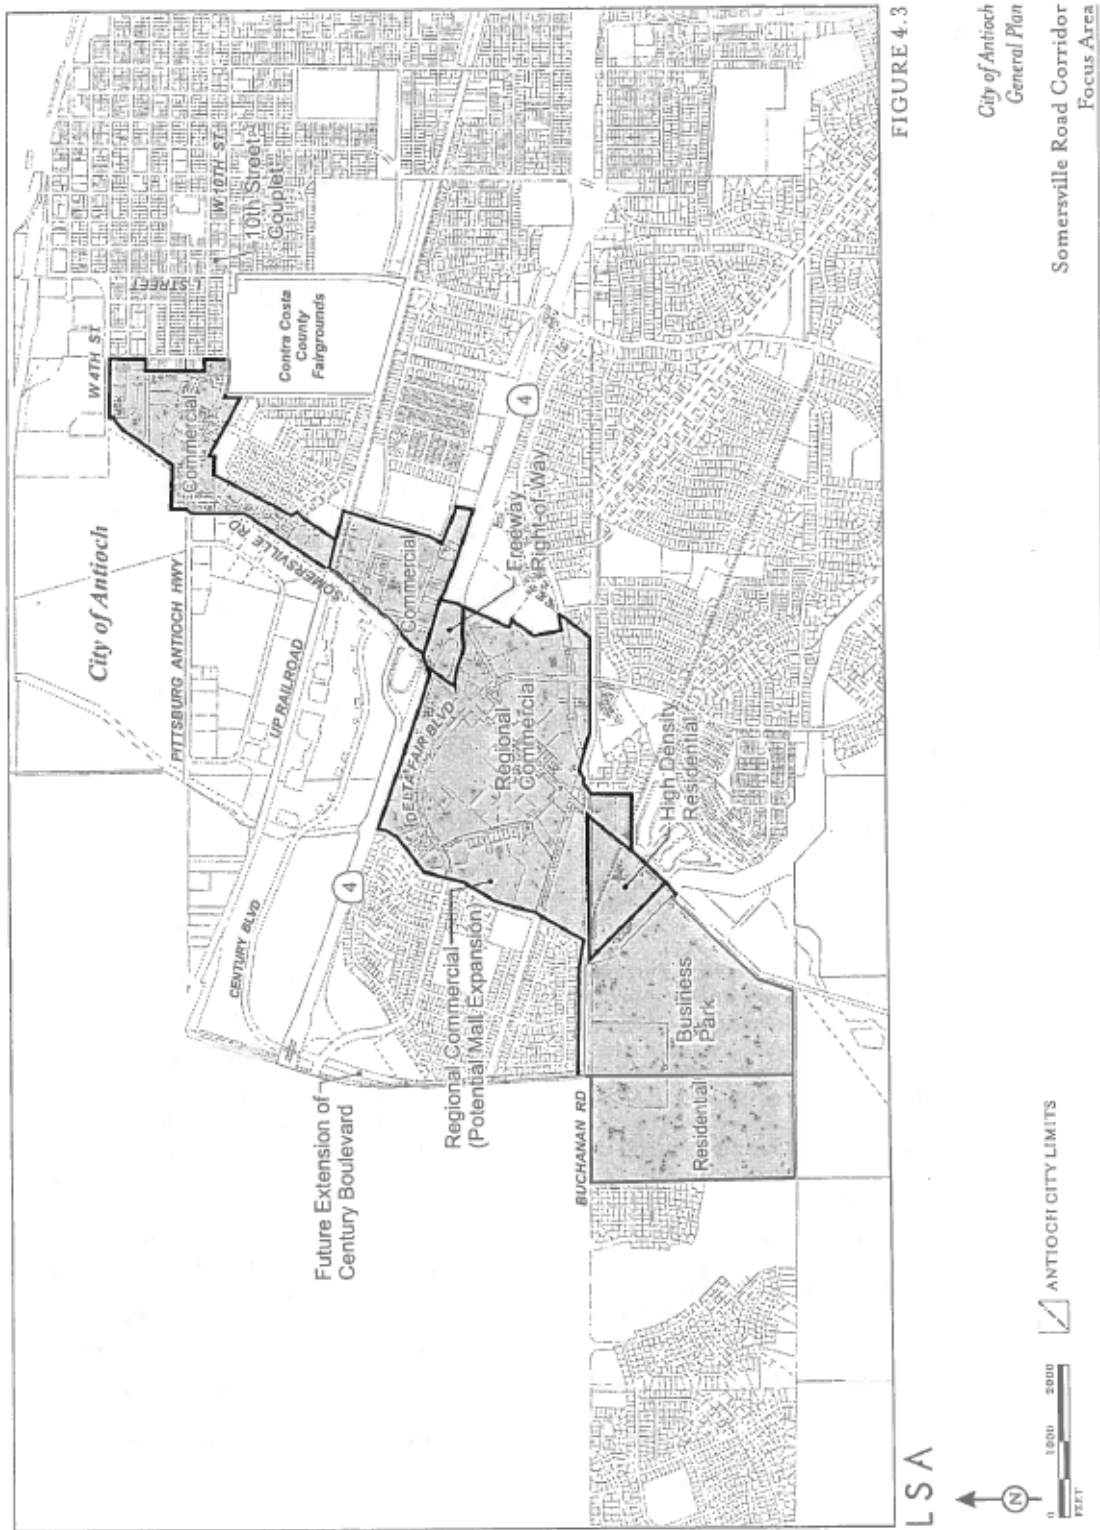 City of Antioch
W 4TH ST
L STREET
W 10TH ST
10th Street
Couplet
Contra Costa
County
Fairgrounds
Commercial
SOMERSVILLE RD
PITTSBURG ANTIOCH HWY
UP RAILROAD
CENTURY BLVD
4
Commercial
4
Freeway
Right-of-Way
DELTA FAIR BLVD
Regional
Commercial
Future Extension of
Century Boulevard
Regional Commercial
(Potential Mall Expansion)
High Density
Residential
BUCHANAN RD
Business
Park
Residential
LSA
N
0 1000 2000
FEET
ANTIOCH CITY LIMITS
FIGURE 4.3
City of Antioch
General Plan
Somersville Road Corridor
Focus Area